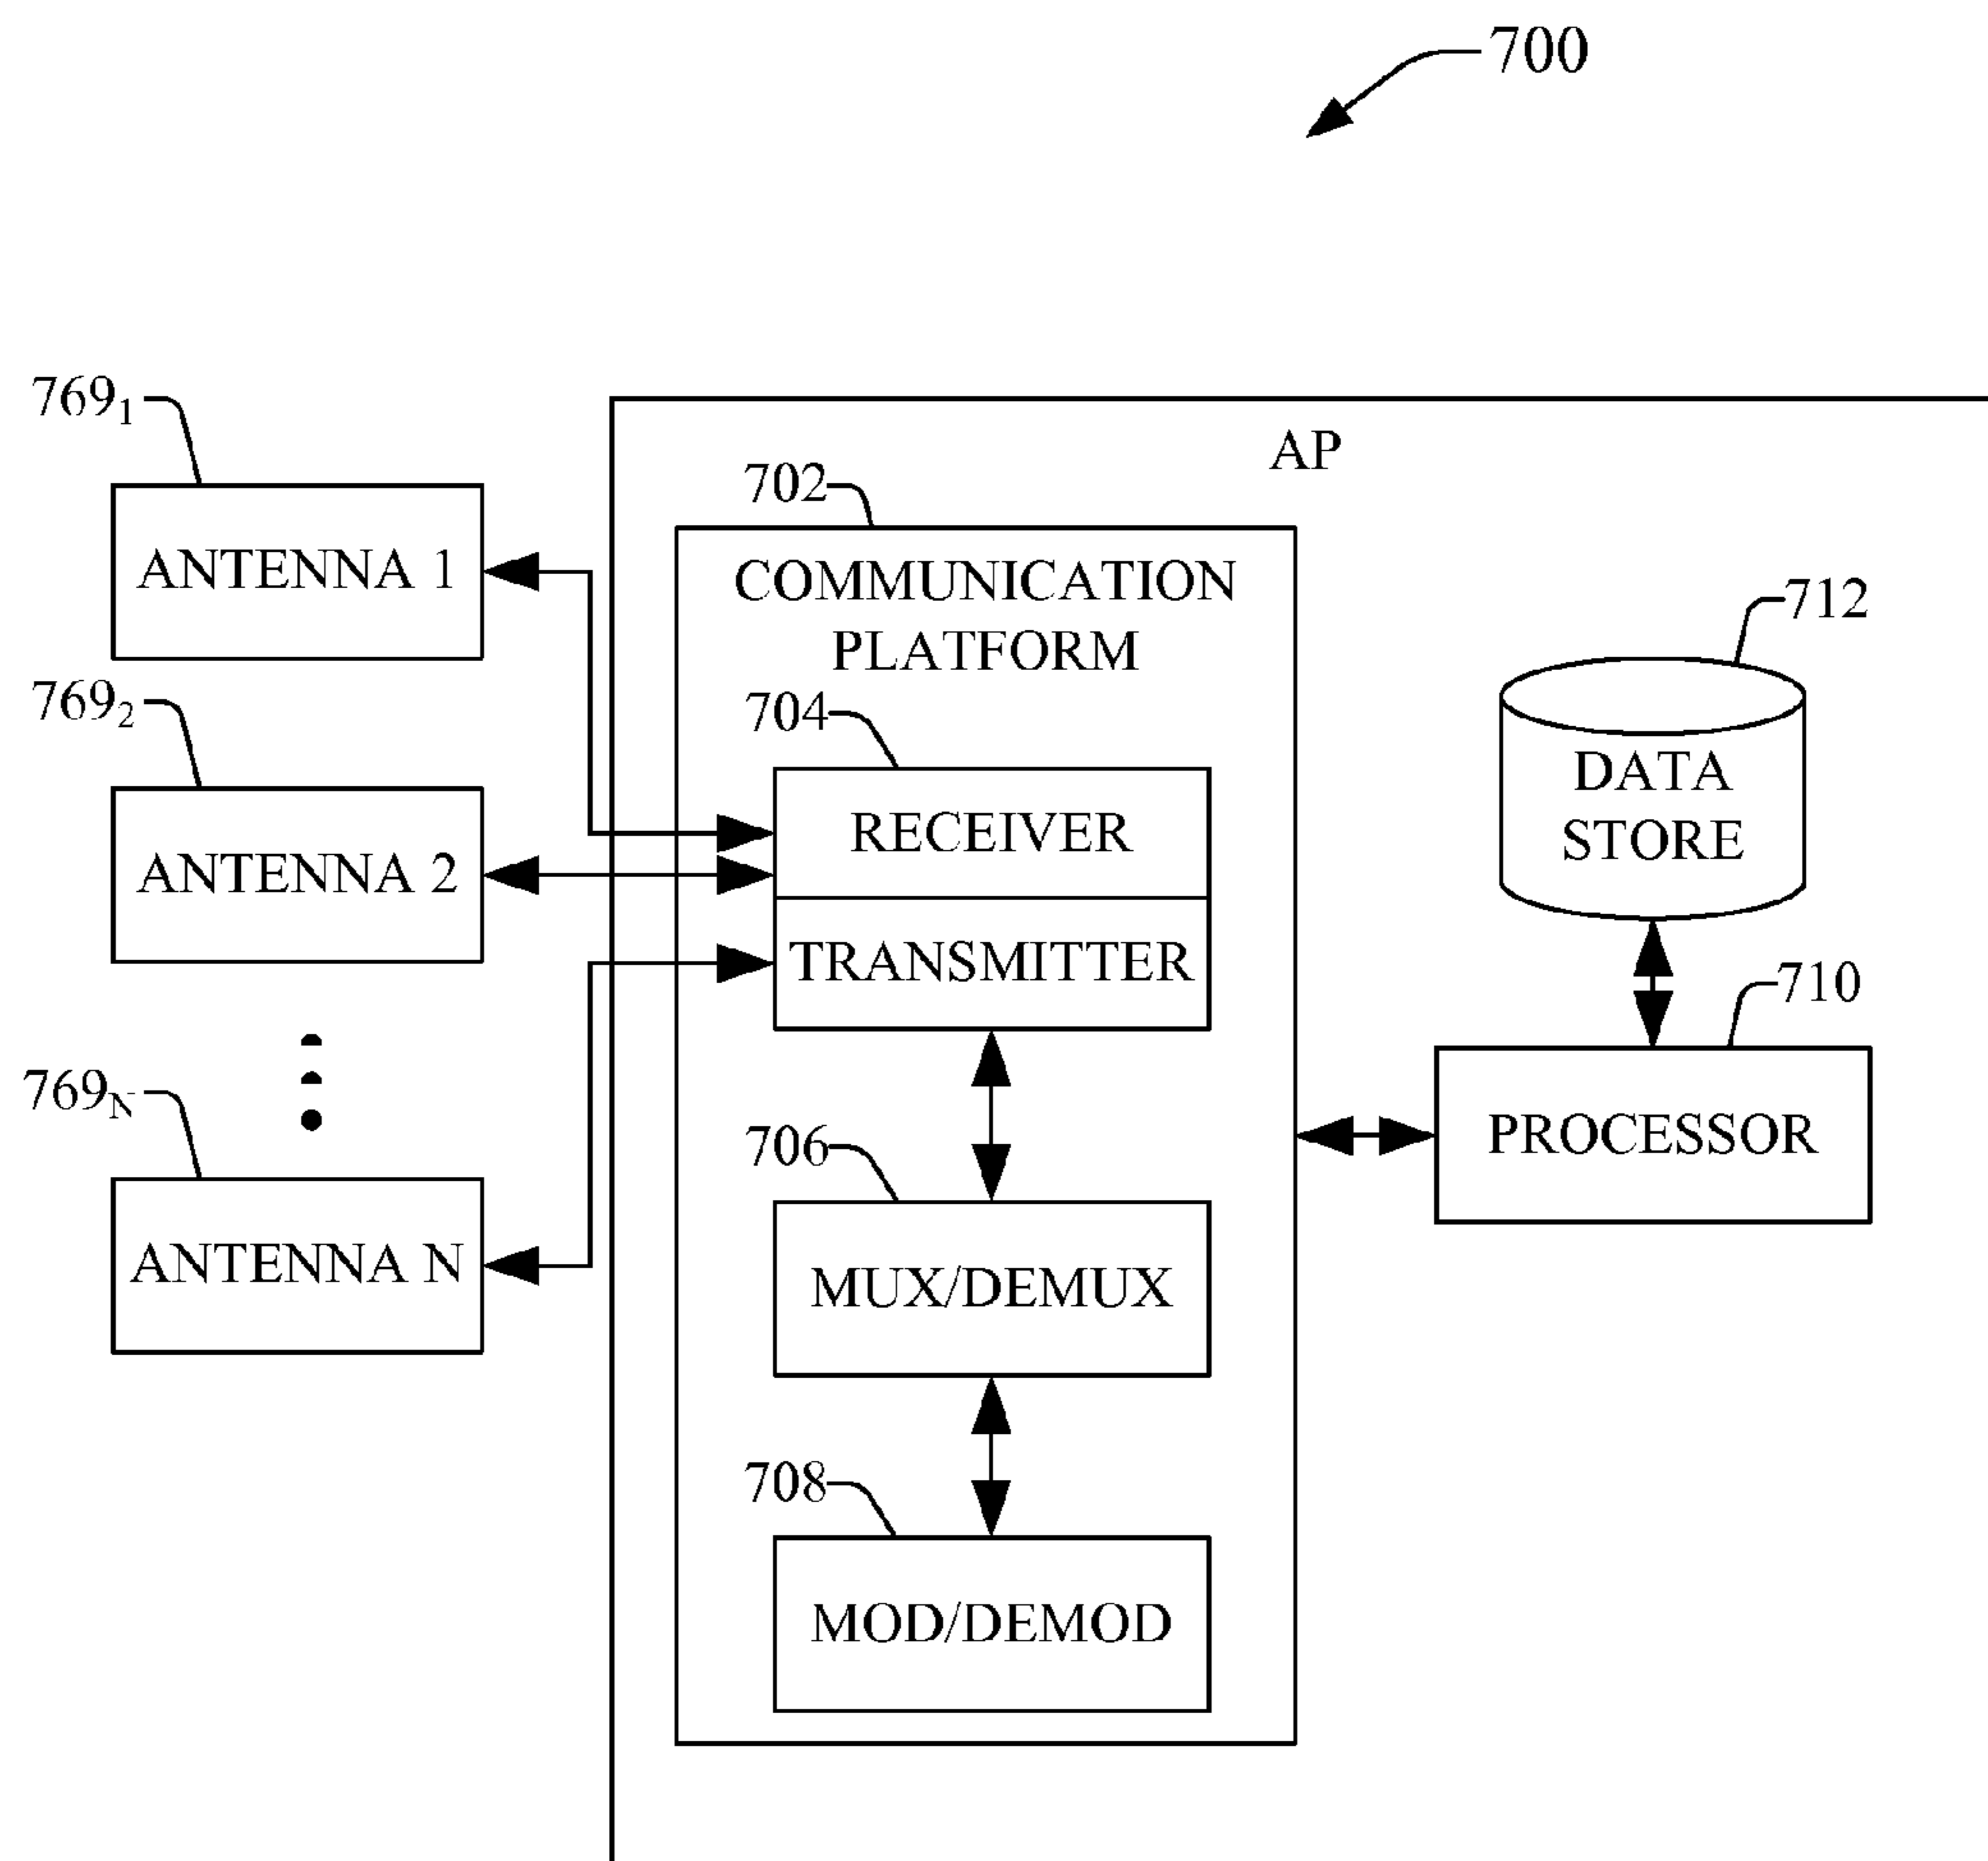 700
769₁
AP
702
ANTENNA 1
COMMUNICATION
PLATFORM
712
769₂
704
DATA
STORE
RECEIVER
ANTENNA 2
TRANSMITTER
710
769N
706
PROCESSOR
ANTENNA N
MUX/DEMUX
708
MOD/DEMOD